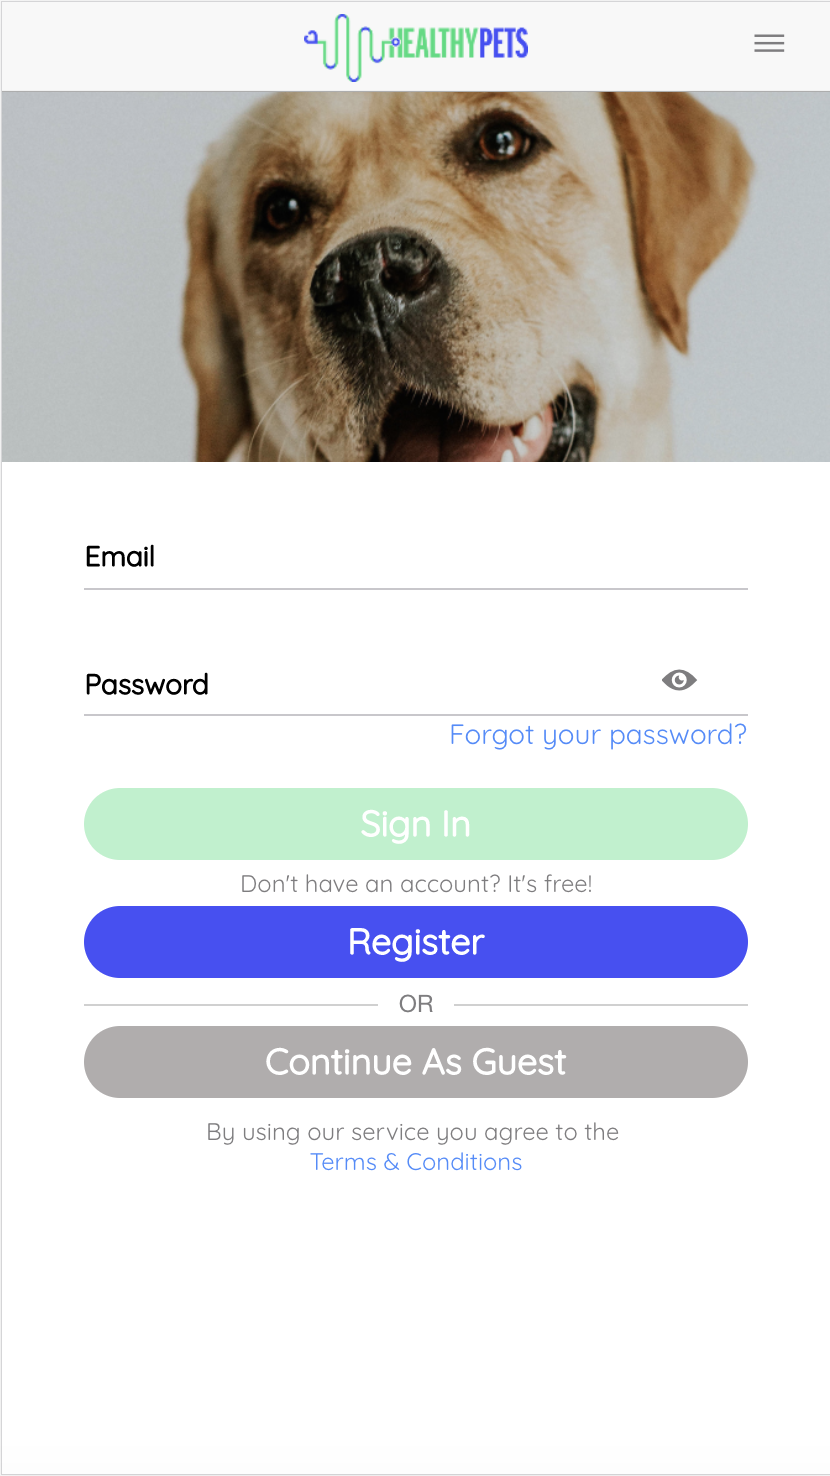 HEALTHYPETS
Email
Password
Forgot your password?
Sign In
Don't have an account? It's free!
Register
OR
Continue As Guest
By using our service you agree to the
Terms & Conditions